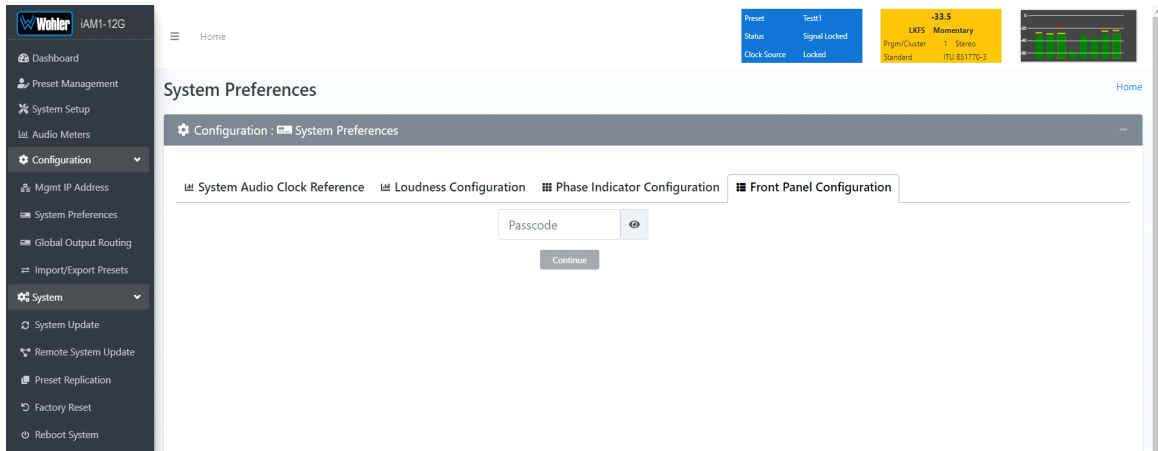 Wohler iAM1-12G
Dashboard
Preset Management
System Setup
Audio Meters
Configuration
Mgmt IP Address
System Preferences
Global Output Routing
Import/Export Presets
System
System Update
Remote System Update
Preset Replication
Factory Reset
Reboot System
Home
Preset Testt1
Status Signal Locked
Clock Source Locked
-33.5
LKFS Momentary
Prgm/Cluster 1 Stereo
Standard ITU BS1770-3
System Preferences
Home
Configuration : System Preferences
System Audio Clock Reference Loudness Configuration Phase Indicator Configuration Front Panel Configuration
Passcode
Continue